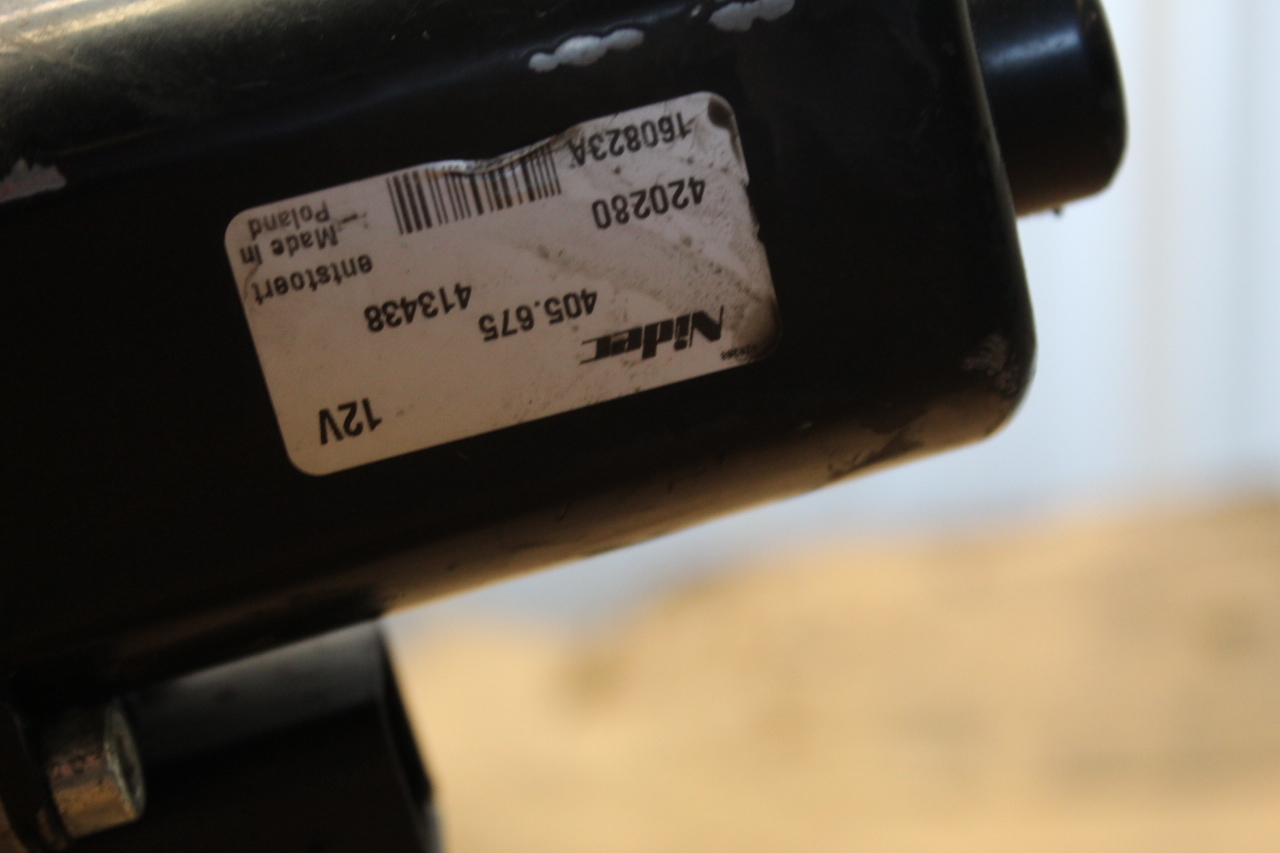 12V
Nidec
405.675
413438
entstoert
420280
Made In
Poland
160823A